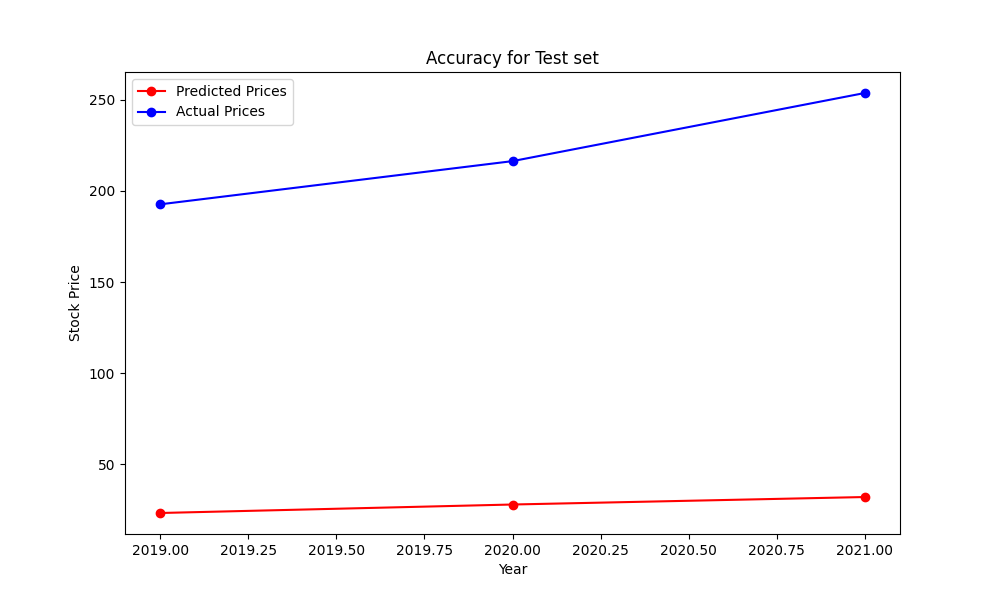 Accuracy for Test set
Predicted Prices
Actual Prices
250
200
150
100
50
Stock Price
2019.00 2019.25 2019.50 2019.75 2020.00 2020.25 2020.50 2020.75 2021.00
Year